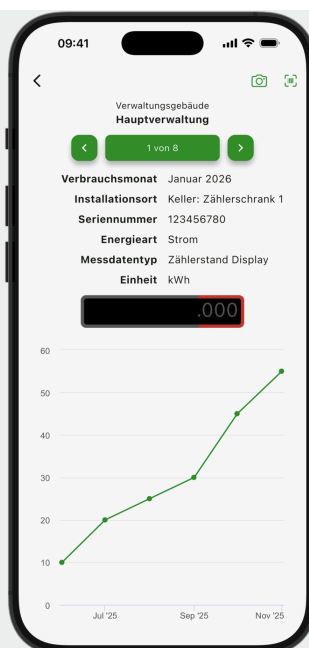 09:41
Verwaltungsgebäude
Hauptverwaltung
1 von 8
Verbrauchsmonat Januar 2026
Installationsort Keller: Zählerschrank 1
Seriennummer 123456780
Energieart Strom
Messdatentyp Zählerstand Display
Einheit kWh
.000
60
50
40
30
20
10
0
Jul '25 Sep '25 Nov '25